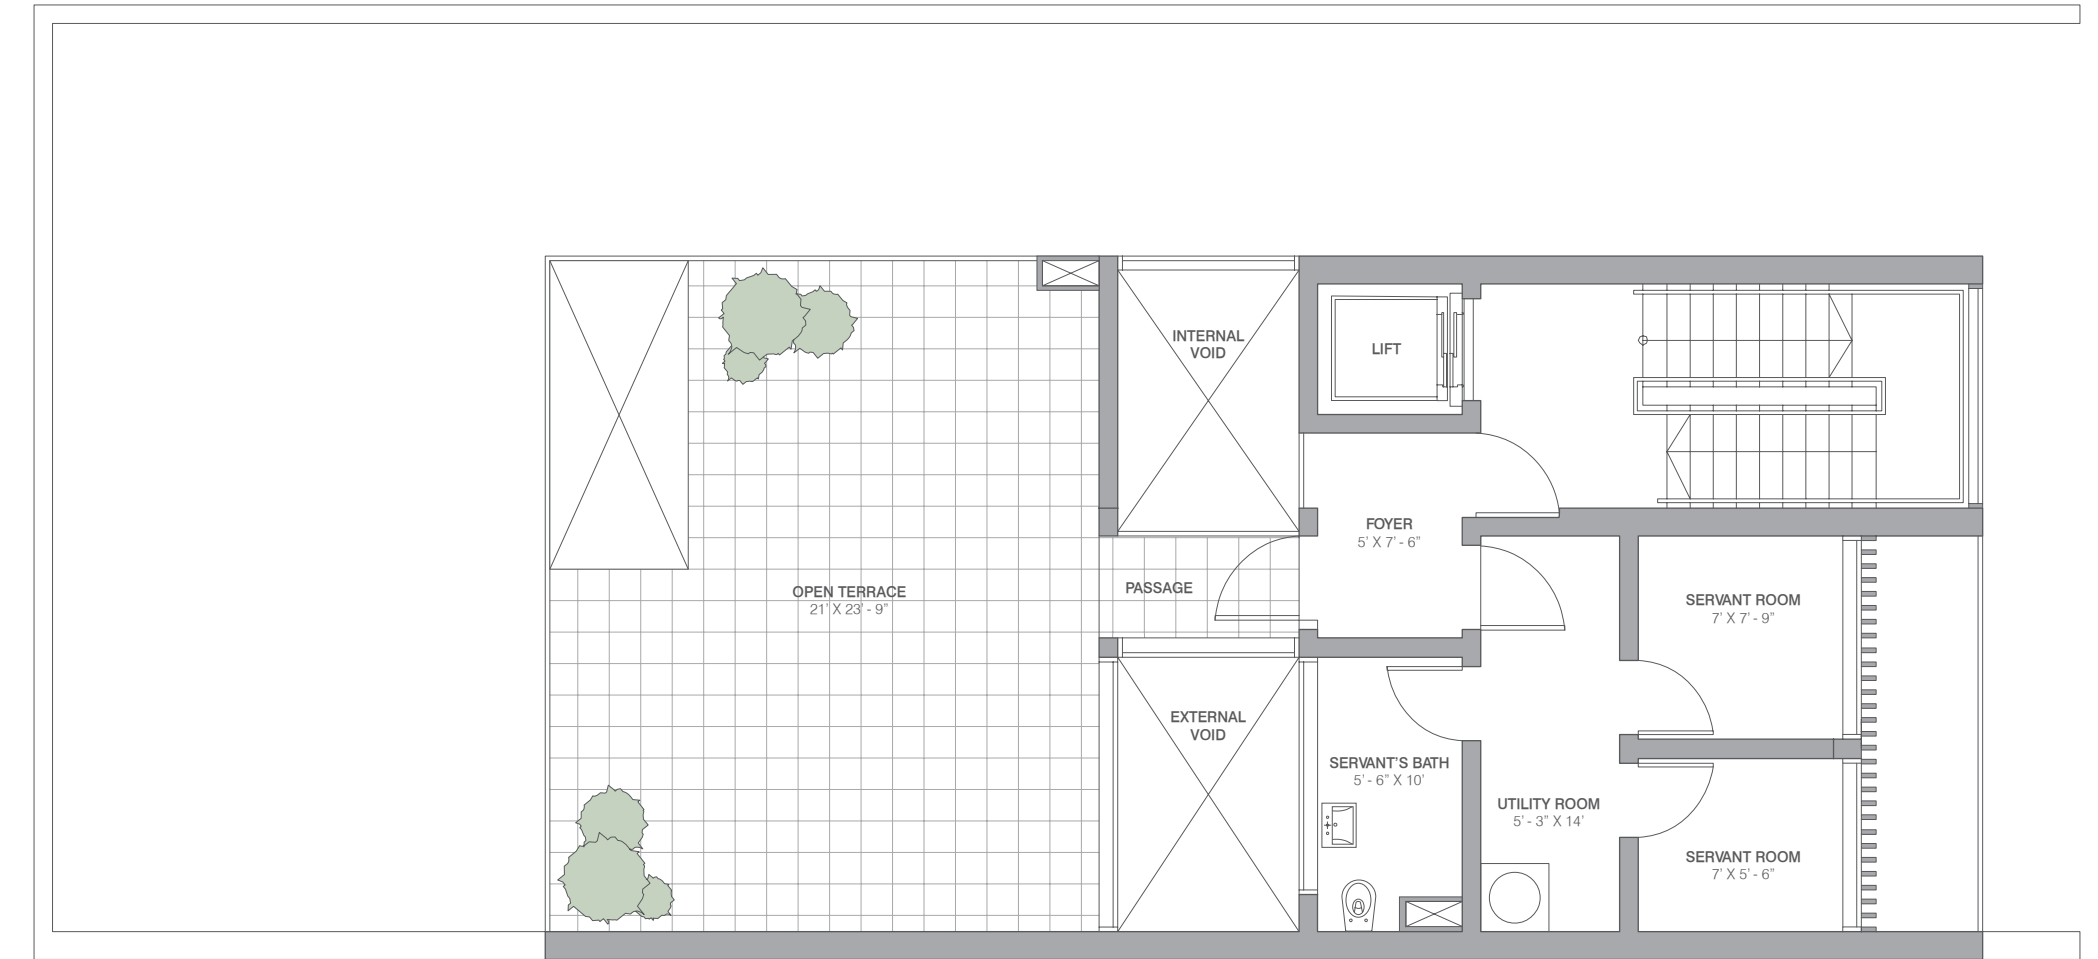 INTERNAL
VOID
LIFT
FOYER
5' X 7' - 6"
OPEN TERRACE
21' X 23' - 9"
PASSAGE
SERVANT ROOM
7' X 7' - 9"
EXTERNAL
VOID
SERVANT'S BATH
5' - 6" X 10'
UTILITY ROOM
5' - 3" X 14'
SERVANT ROOM
7' X 5' - 6"